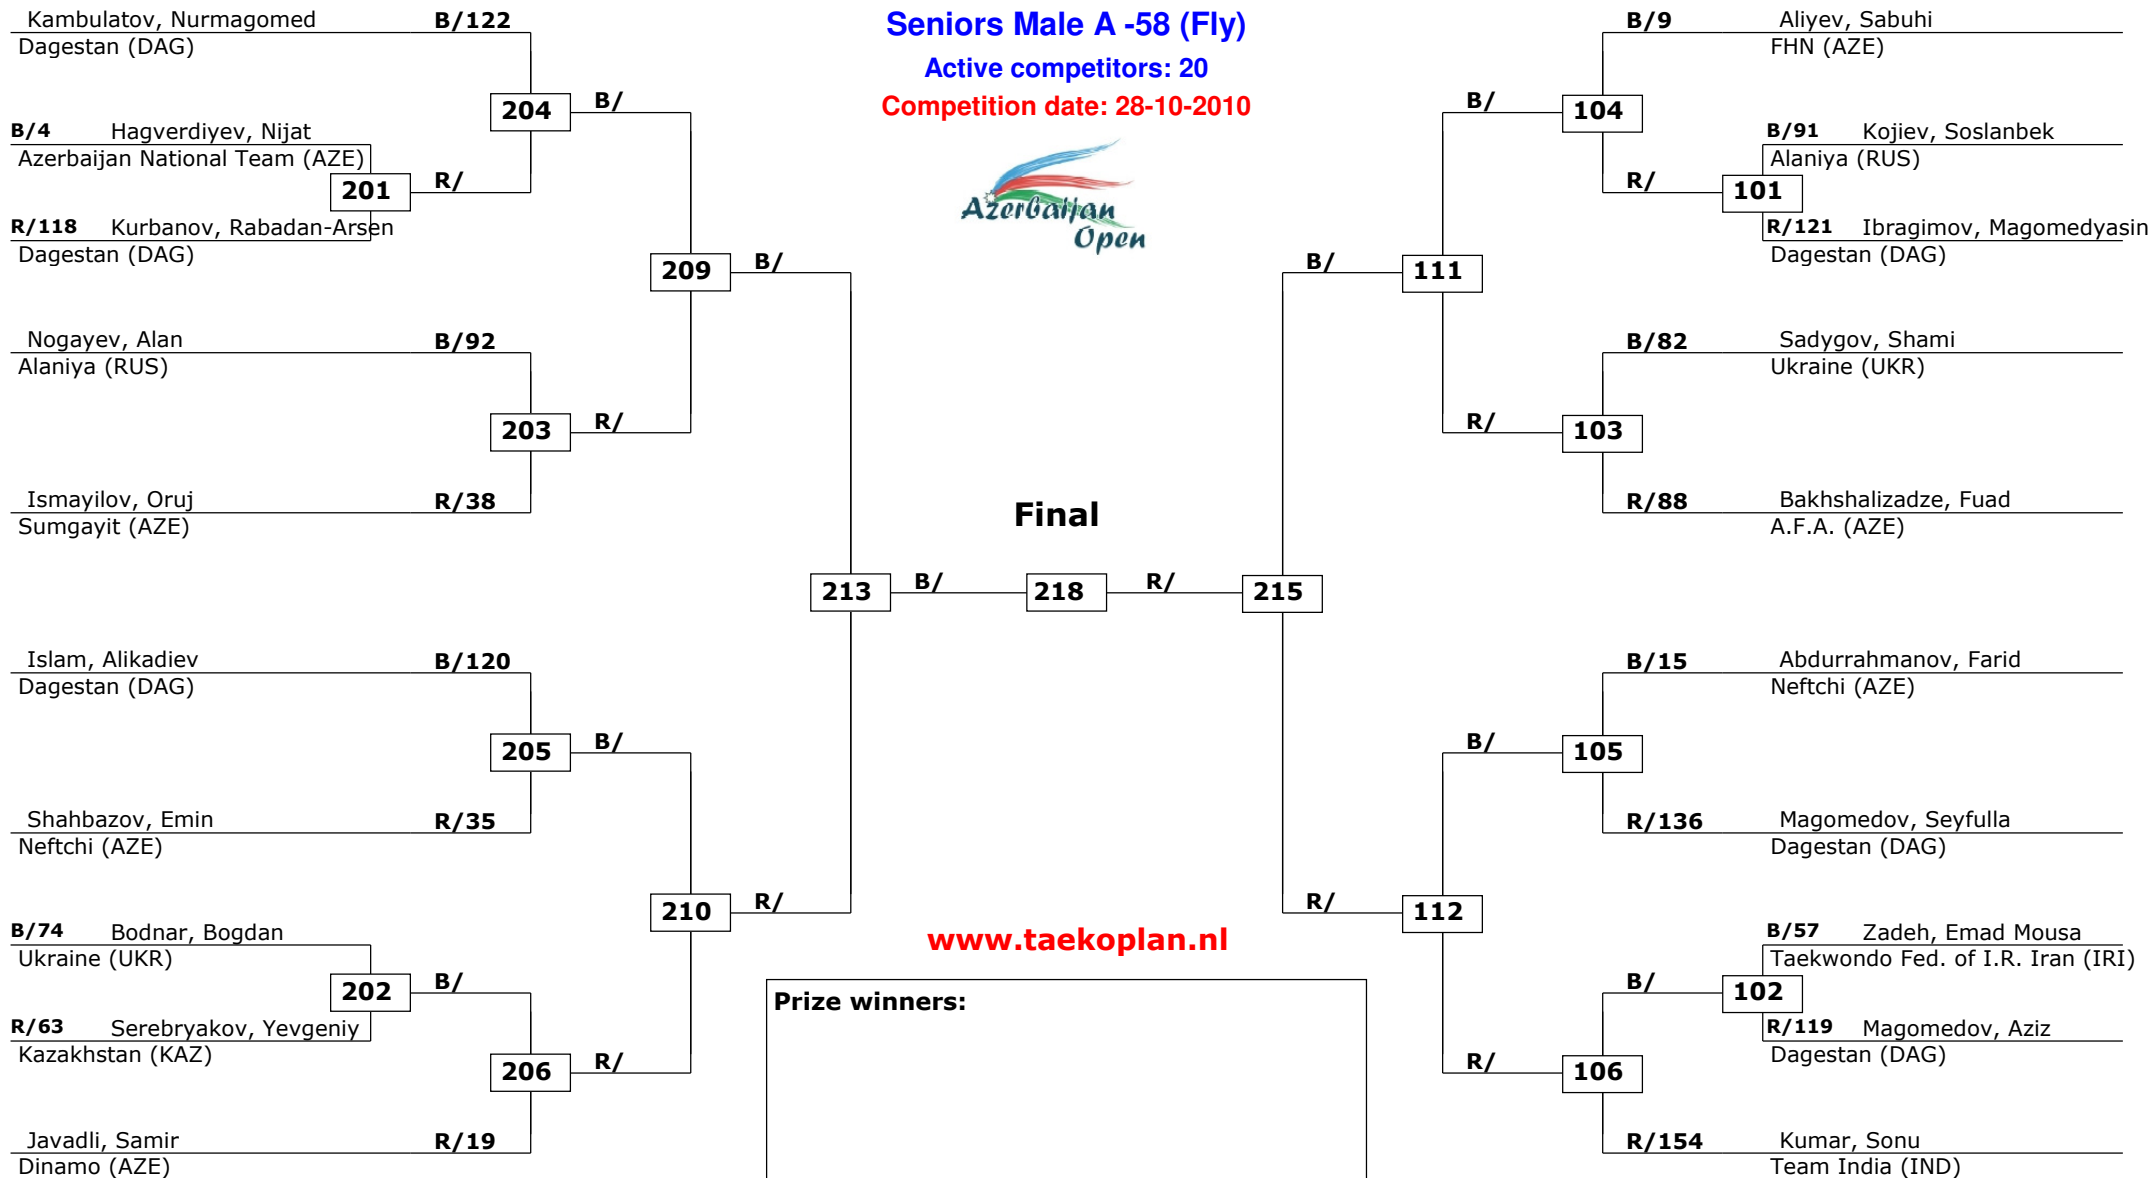 Seniors Male A -58 (Fly)
Active competitors: 20
Competition date: 28-10-2010
Azerbaijan
Open
Kambulatov, Nurmagomed B/122
Dagestan (DAG)
204 B/
B/4 Hagverdiyev, Nijat
Azerbaijan National Team (AZE)
201 R/
R/118 Kurbanov, Rabadan-Arsen
Dagestan (DAG)
209 B/
Nogayev, Alan B/92
Alaniya (RUS)
203 R/
Ismayilov, Oruj R/38
Sumgayit (AZE)
213 B/
Islam, Alikadiev B/120
Dagestan (DAG)
205 B/
Shahbazov, Emin R/35
Neftchi (AZE)
210 R/
B/74 Bodnar, Bogdan
Ukraine (UKR)
202 B/
R/63 Serebryakov, Yevgeniy
Kazakhstan (KAZ)
206 R/
Javadli, Samir R/19
Dinamo (AZE)
Final
218
R/ 215
B/9 Aliyev, Sabuhi
FHN (AZE)
B/ 104
B/91 Kojiev, Soslanbek
Alaniya (RUS)
R/ 101
R/121 Ibragimov, Magomedyasin
Dagestan (DAG)
B/ 111
B/82 Sadygov, Shami
Ukraine (UKR)
R/ 103
R/88 Bakhshalizadze, Fuad
A.F.A. (AZE)
B/15 Abdurrahmanov, Farid
Neftchi (AZE)
B/ 105
R/136 Magomedov, Seyfulla
Dagestan (DAG)
R/ 112
B/57 Zadeh, Emad Mousa
Taekwondo Fed. of I.R. Iran (IRI)
B/ 102
R/119 Magomedov, Aziz
Dagestan (DAG)
R/ 106
R/154 Kumar, Sonu
Team India (IND)
www.taekoplan.nl
Prize winners: